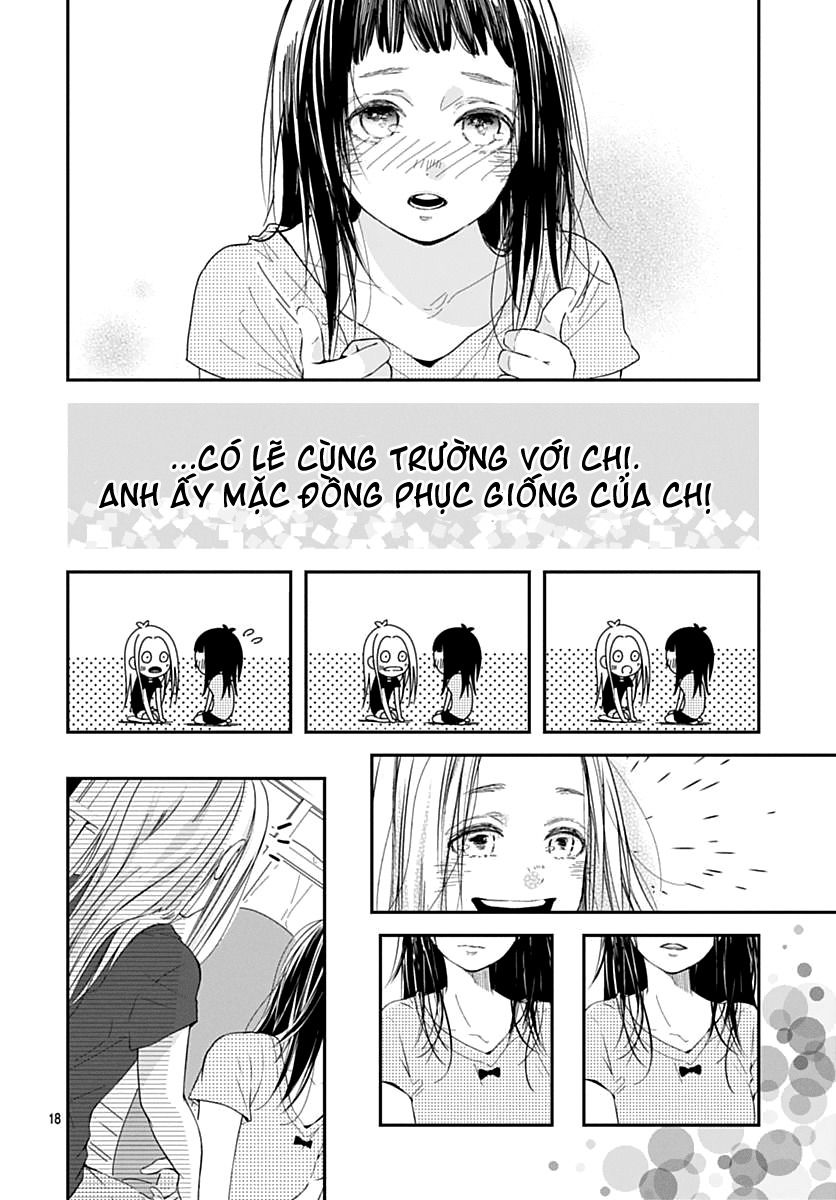 ...CÓ LẼ CÙNG TRƯỜNG VỚI CHỊ.
ANH ẤY MẶC ĐỒNG PHỤC GIỐNG CỦA CHỊ
18